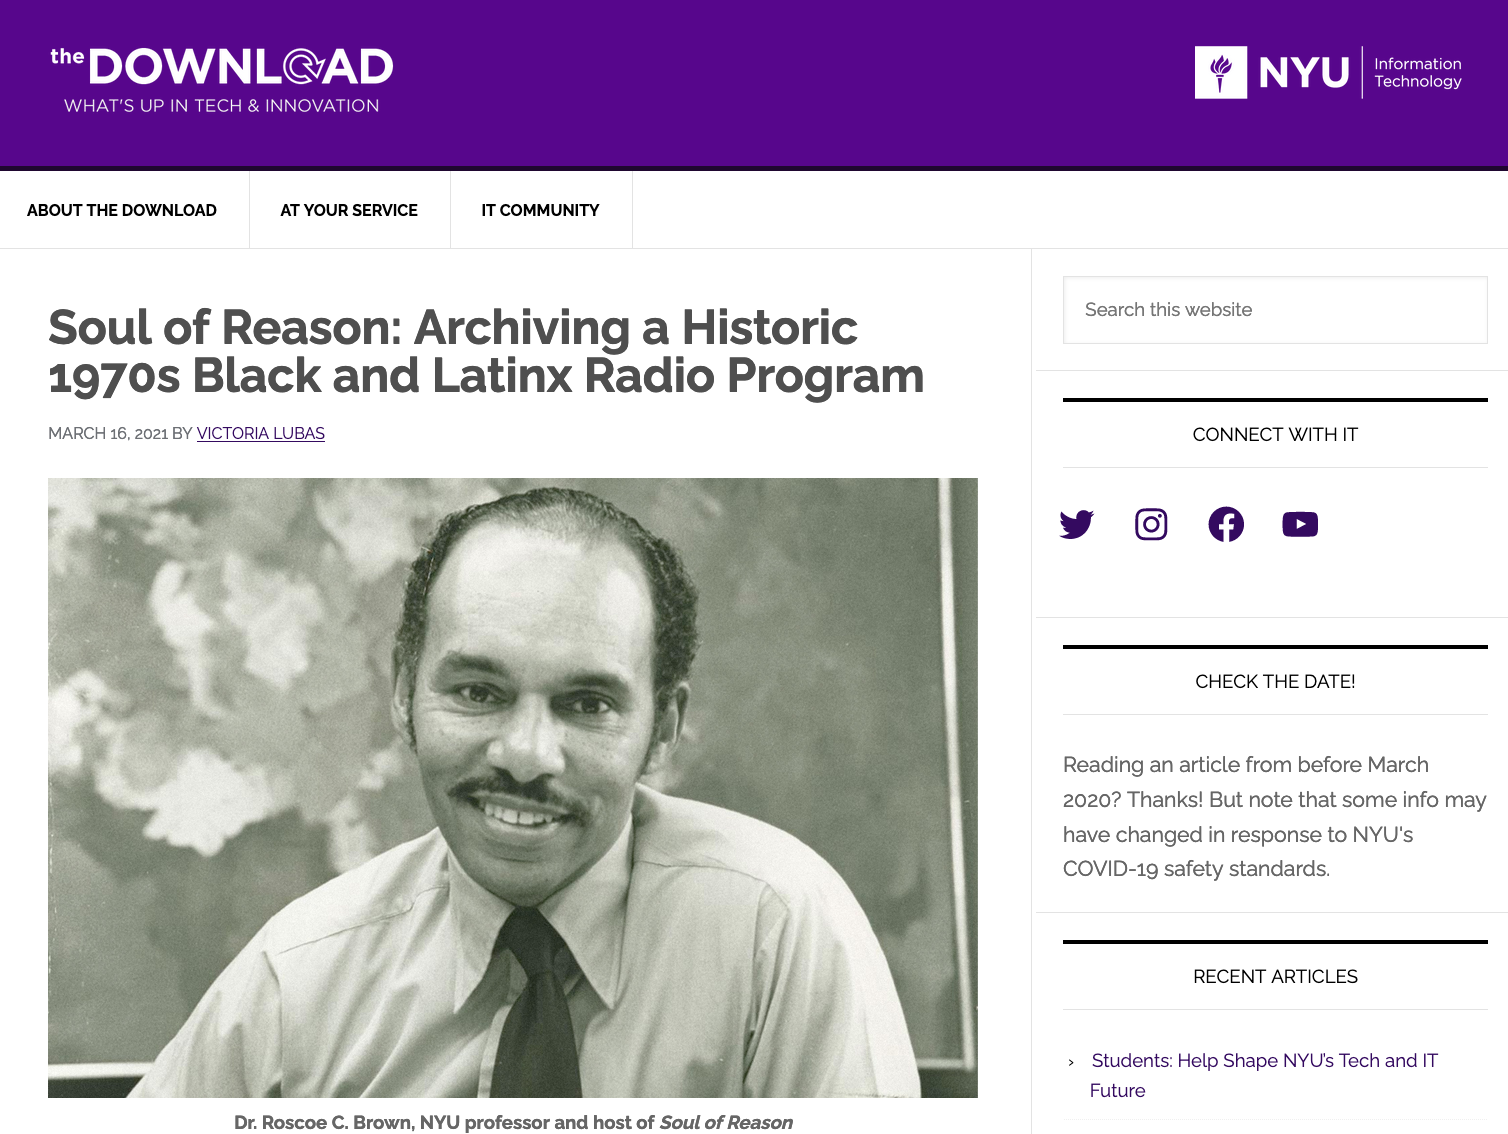 the DOWNLOAD
WHAT'S UP IN TECH & INNOVATION
NYU
Information
Technology
ABOUT THE DOWNLOAD
AT YOUR SERVICE
IT COMMUNITY
Soul of Reason: Archiving a Historic
1970s Black and Latinx Radio Program
MARCH 16, 2021 BY VICTORIA LUBAS
Dr. Roscoe C. Brown, NYU professor and host of Soul of Reason
Search this website
CONNECT WITH IT
CHECK THE DATE!
Reading an article from before March
2020? Thanks! But note that some info may
have changed in response to NYU's
COVID-19 safety standards.
RECENT ARTICLES
› Students: Help Shape NYU’s Tech and IT
Future